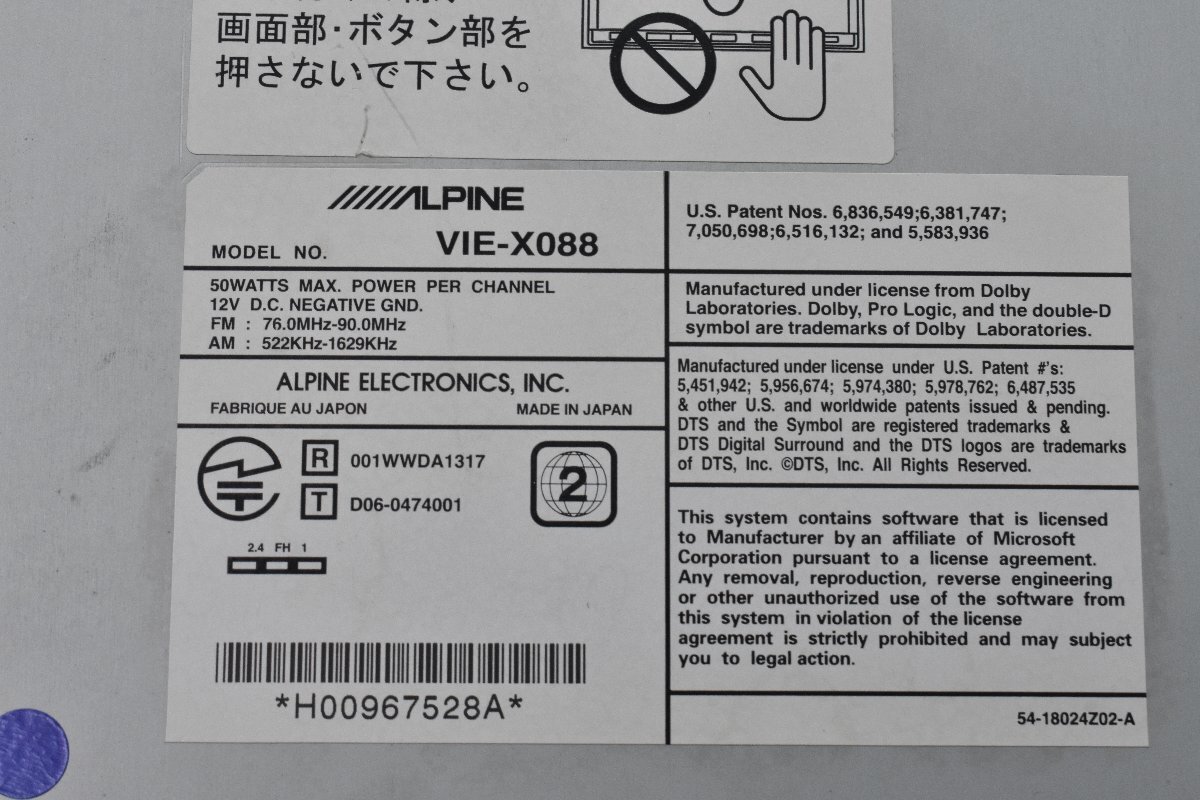 画面部・ボタン部を
押さないで下さい。
ALPINE
MODEL NO. VIE-X088
50WATTS MAX. POWER PER CHANNEL
12V D.C. NEGATIVE GND.
FM : 76.0MHz-90.0MHz
AM : 522KHz-1629KHz
ALPINE ELECTRONICS, INC.
FABRIQUE AU JAPON MADE IN JAPAN
R 001WWDA1317
T D06-0474001
2
2.4 FH 1
*H00967528A*
U.S. Patent Nos. 6,836,549;6,381,747;
7,050,698;6,516,132; and 5,583,936
Manufactured under license from Dolby
Laboratories. Dolby, Pro Logic, and the double-D
symbol are trademarks of Dolby Laboratories.
Manufactured under license under U.S. Patent #'s:
5,451,942; 5,956,674; 5,974,380; 5,978,762; 6,487,535
& other U.S. and worldwide patents issued & pending.
DTS and the Symbol are registered trademarks &
DTS Digital Surround and the DTS logos are trademarks
of DTS, Inc. ©DTS, Inc. All Rights Reserved.
This system contains software that is licensed
to Manufacturer by an affiliate of Microsoft
Corporation pursuant to a license agreement.
Any removal, reproduction, reverse engineering
or other unauthorized use of the software from
this system in violation of the license
agreement is strictly prohibited and may subject
you to legal action.
54-18024Z02-A